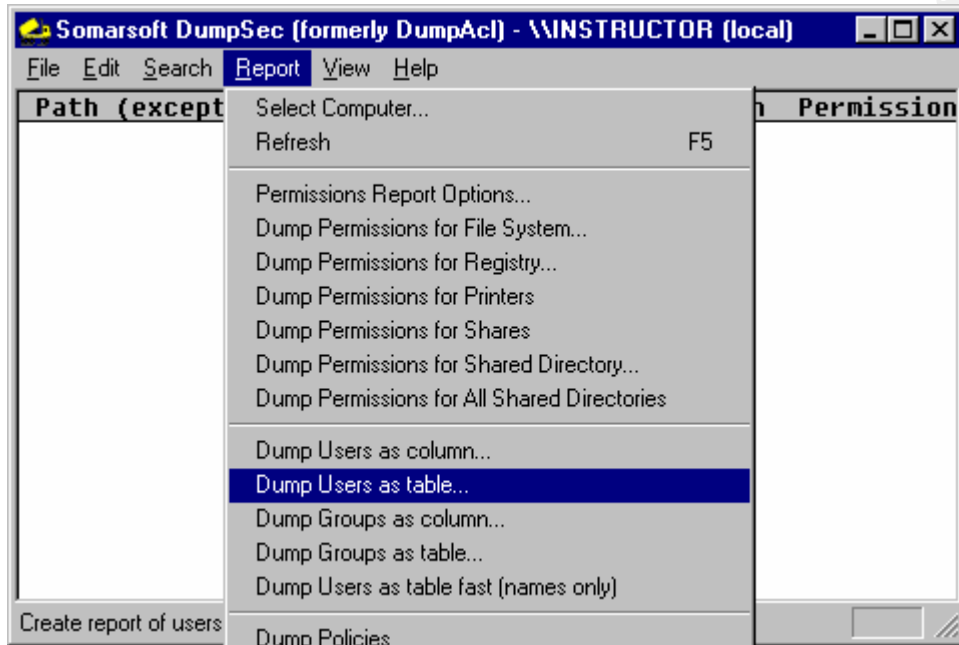 Somarsoft DumpSec (formerly DumpAcl) - \\INSTRUCTOR (local)
File Edit Search Report View Help
Path (except Permission
Select Computer...
Refresh F5
Permissions Report Options...
Dump Permissions for File System...
Dump Permissions for Registry...
Dump Permissions for Printers
Dump Permissions for Shares
Dump Permissions for Shared Directory...
Dump Permissions for All Shared Directories
Dump Users as column...
Dump Users as table...
Dump Groups as column...
Dump Groups as table...
Dump Users as table fast (names only)
Create report of users
Dump Policies